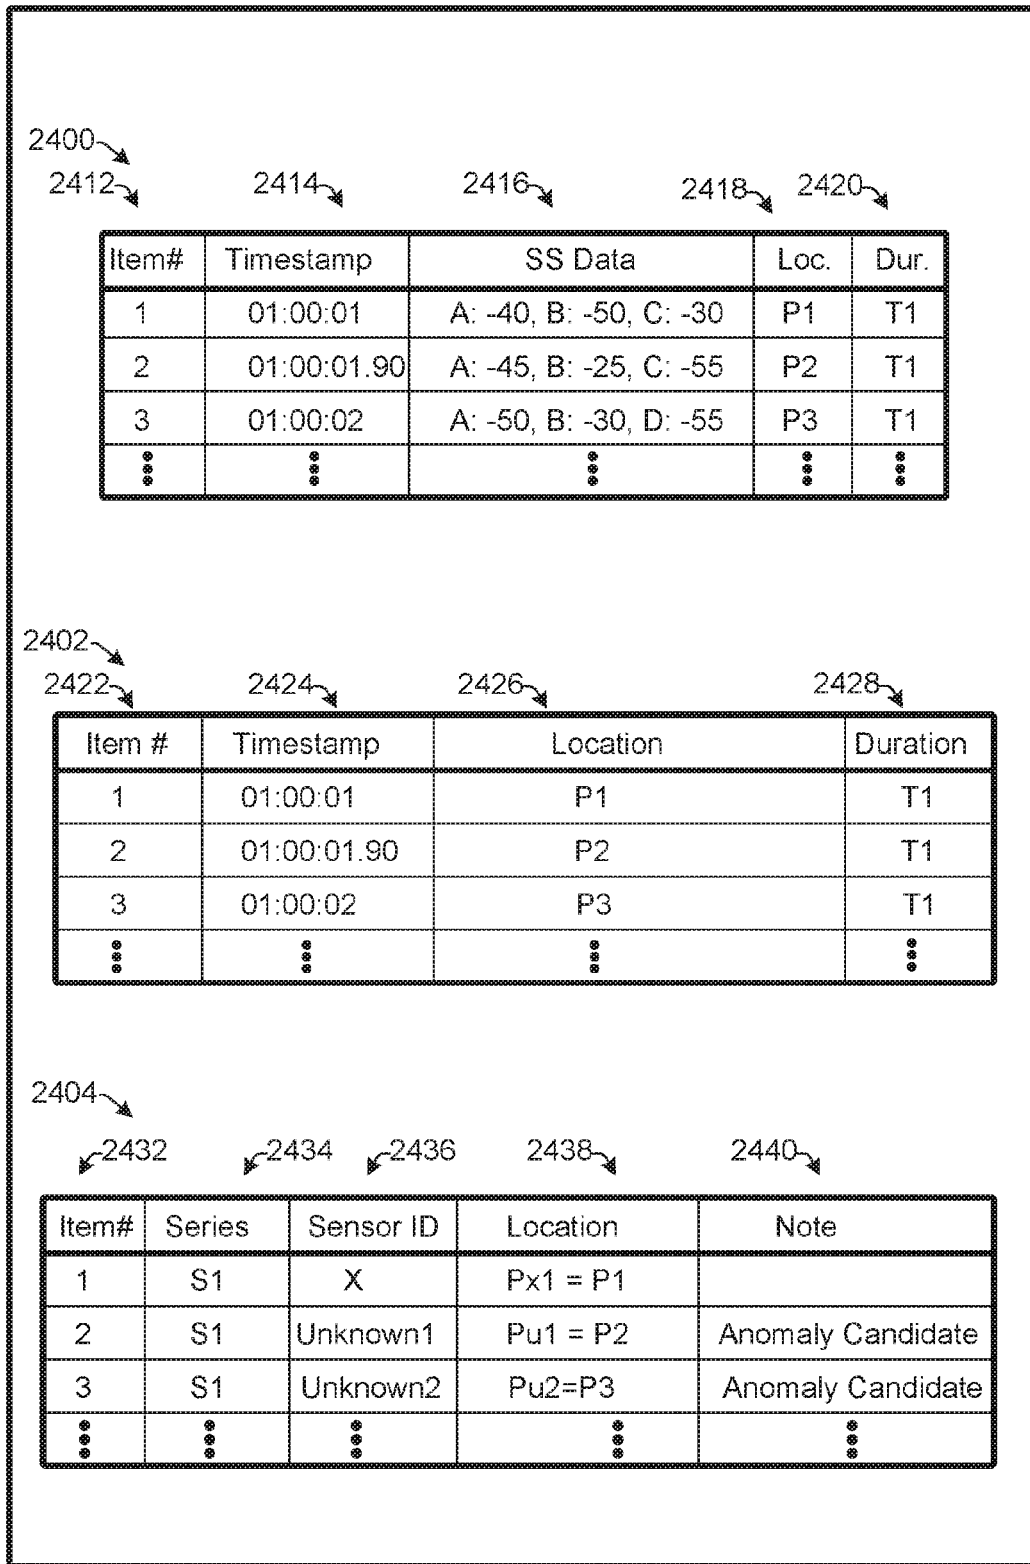 2400
2412 2414 2416 2418 2420
Item# Timestamp SS Data Loc. Dur.
1 01:00:01 A: -40, B: -50, C: -30 P1 T1
2 01:00:01.90 A: -45, B: -25, C: -55 P2 T1
3 01:00:02 A: -50, B: -30, D: -55 P3 T1
2402
2422 2424 2426 2428
Item # Timestamp Location Duration
1 01:00:01 P1 T1
2 01:00:01.90 P2 T1
3 01:00:02 P3 T1
2404
2432 2434 2436 2438 2440
Item# Series Sensor ID Location Note
1 S1 X Px1 = P1
2 S1 Unknown1 Pu1 = P2 Anomaly Candidate
3 S1 Unknown2 Pu2=P3 Anomaly Candidate